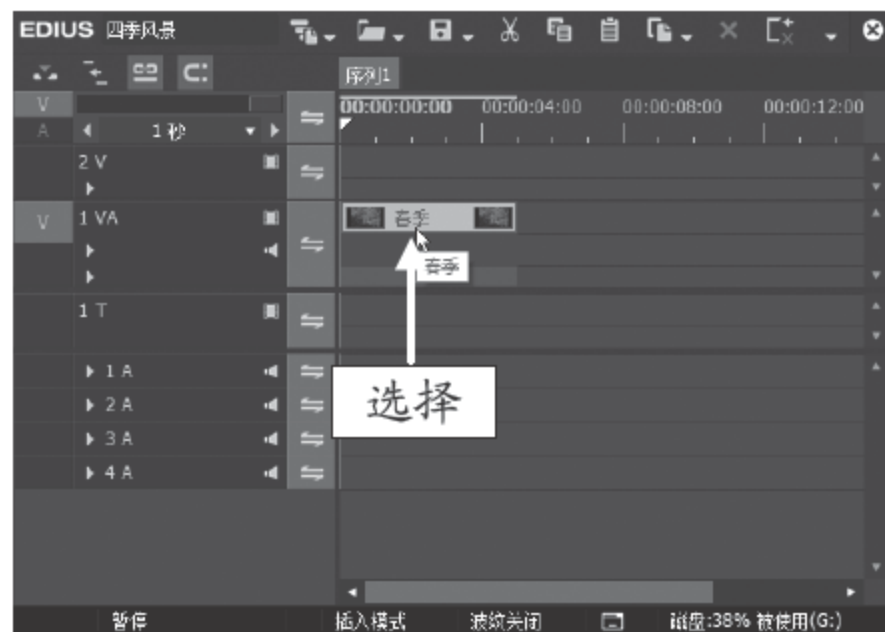 EDIUS 四季风景
序列1
V
00:00:00:00 00:00:04:00 00:00:08:00 00:00:12:00
A
1 秒
2 V
V
1 VA
春季
春季
1 T
选择
1 A
2 A
3 A
4 A
暂停 插入模式 波纹关闭 磁盘:38% 被使用(G:)